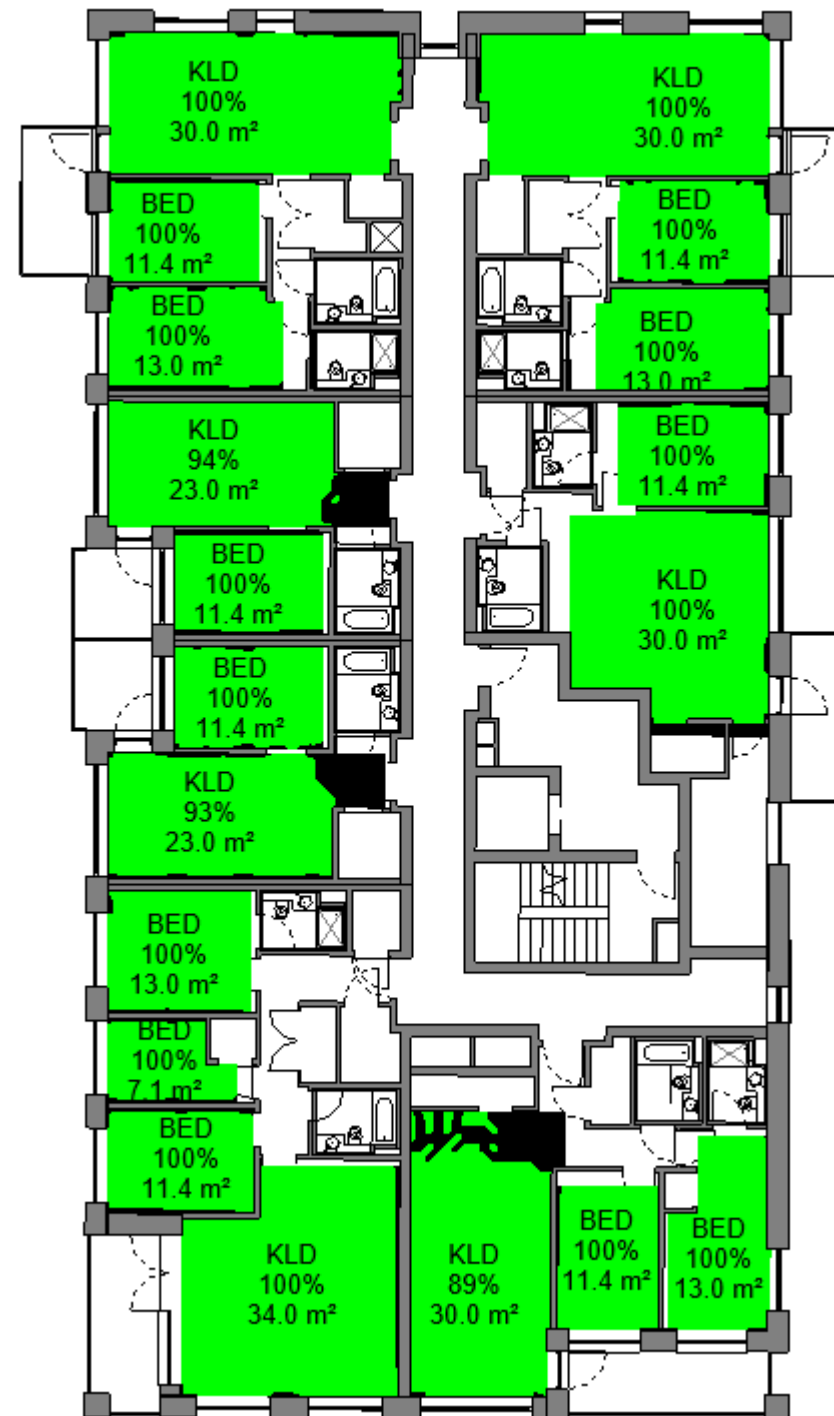 KLD
100%
30.0 m²
KLD
100%
30.0 m²
BED
100%
11.4 m²
BED
100%
11.4 m²
BED
100%
13.0 m²
BED
100%
13.0 m²
KLD
94%
23.0 m²
BED
100%
11.4 m²
BED
100%
11.4 m²
KLD
100%
30.0 m²
BED
100%
11.4 m²
KLD
93%
23.0 m²
BED
100%
13.0 m²
BED
100%
7.1 m²
BED
100%
11.4 m²
KLD
100%
34.0 m²
KLD
89%
30.0 m²
BED
100%
11.4 m²
BED
100%
13.0 m²